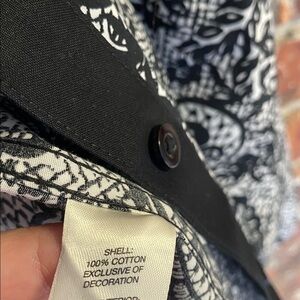 SHELL:
100% COTTON
EXCLUSIVE OF
DECORATION